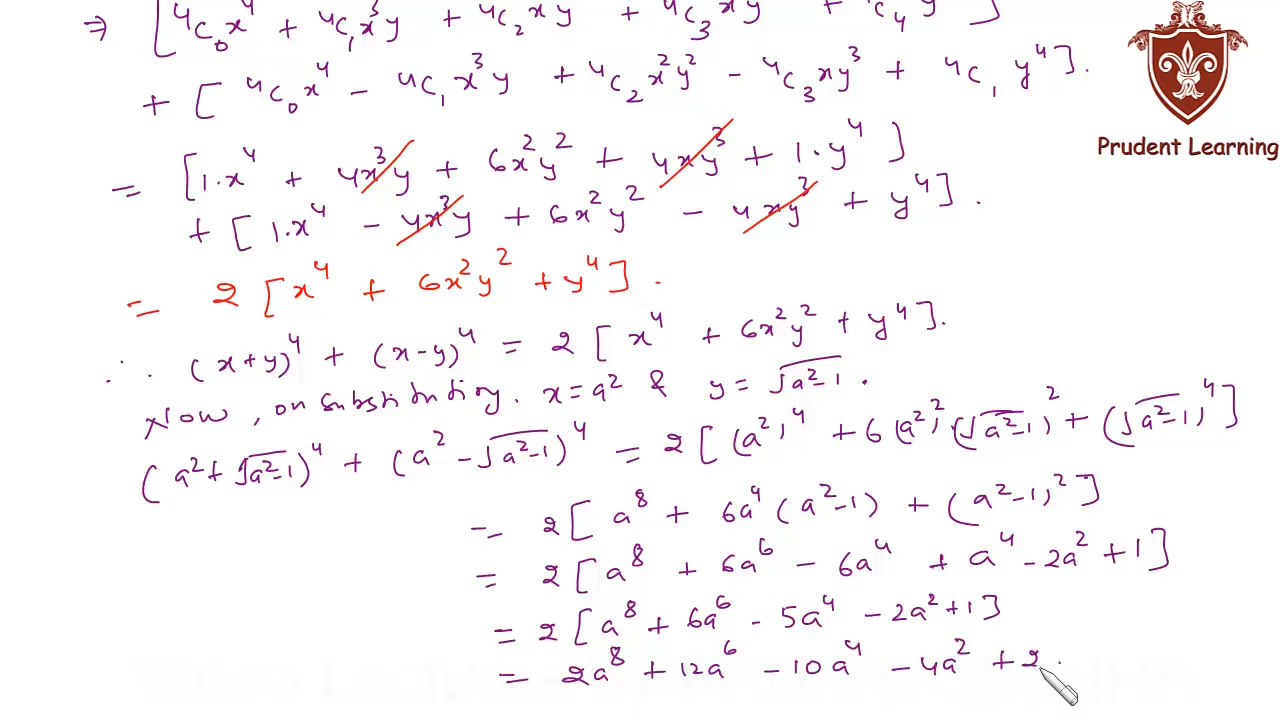 ⇒ [4C₀x⁴ + 4C₁x³y + 4C₂xy + 4C₃xy + C₄y]
+ [4C₀x⁴ - 4C₁x³y + 4C₂x²y² - 4C₃xy³ + 4C₁y⁴].
Prudent Learning
= [1·x⁴ + 4x³y + 6x²y² + 4xy³ + 1·y⁴]
+ [1·x⁴ - 4x³y + 6x²y² - 4xy³ + y⁴].
= 2[x⁴ + 6x²y² + y⁴].
∴ (x+y)⁴ + (x-y)⁴ = 2[x⁴ + 6x²y² + y⁴].
Now, on substituting. x = a² & y = √a²-1.
(a²+√a²-1)⁴ + (a²-√a²-1)⁴ = 2[(a²)⁴ + 6(a²)²(√a²-1)² + (√a²-1)⁴]
= 2[a⁸ + 6a⁴(a²-1) + (a²-1)²]
= 2[a⁸ + 6a⁶ - 6a⁴ + a⁴ - 2a² + 1]
= 2[a⁸ + 6a⁶ - 5a⁴ - 2a² + 1]
= 2a⁸ + 12a⁶ - 10a⁴ - 4a² + 2.